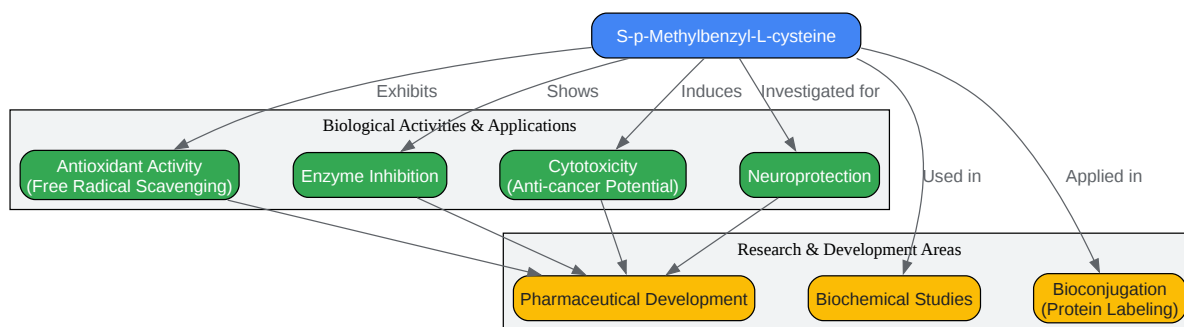 S-p-Methylbenzyl-L-cysteine
Exhibits
Shows
Induces
Investigated for
Biological Activities & Applications
Antioxidant Activity
(Free Radical Scavenging)
Enzyme Inhibition
Cytotoxicity
(Anti-cancer Potential)
Neuroprotection
Used in
Applied in
Research & Development Areas
Pharmaceutical Development
Biochemical Studies
Bioconjugation
(Protein Labeling)